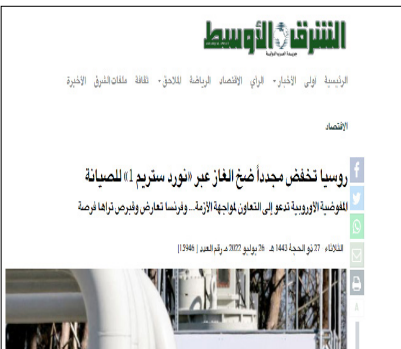 الشرق الأوسط
جريدة العرب الدولية
الرئيسية أولى الأخبار الرأي الاقتصاد الرياضة الملاحق ثقافة ملفات الشرق الأخيرة
الاقتصاد
روسيا تخفض مجدداً ضخ الغاز عبر «نورد ستريم 1» للصيانة
المفوضية الأوروبية تدعو إلى التعاون لمواجهة الأزمة... وفرنسا تعارض وقبرص تراها فرصة
الثلاثاء 27 ذو الحجة 1443 هـ 26 يوليو 2022 مـ رقم العدد [15946]
A